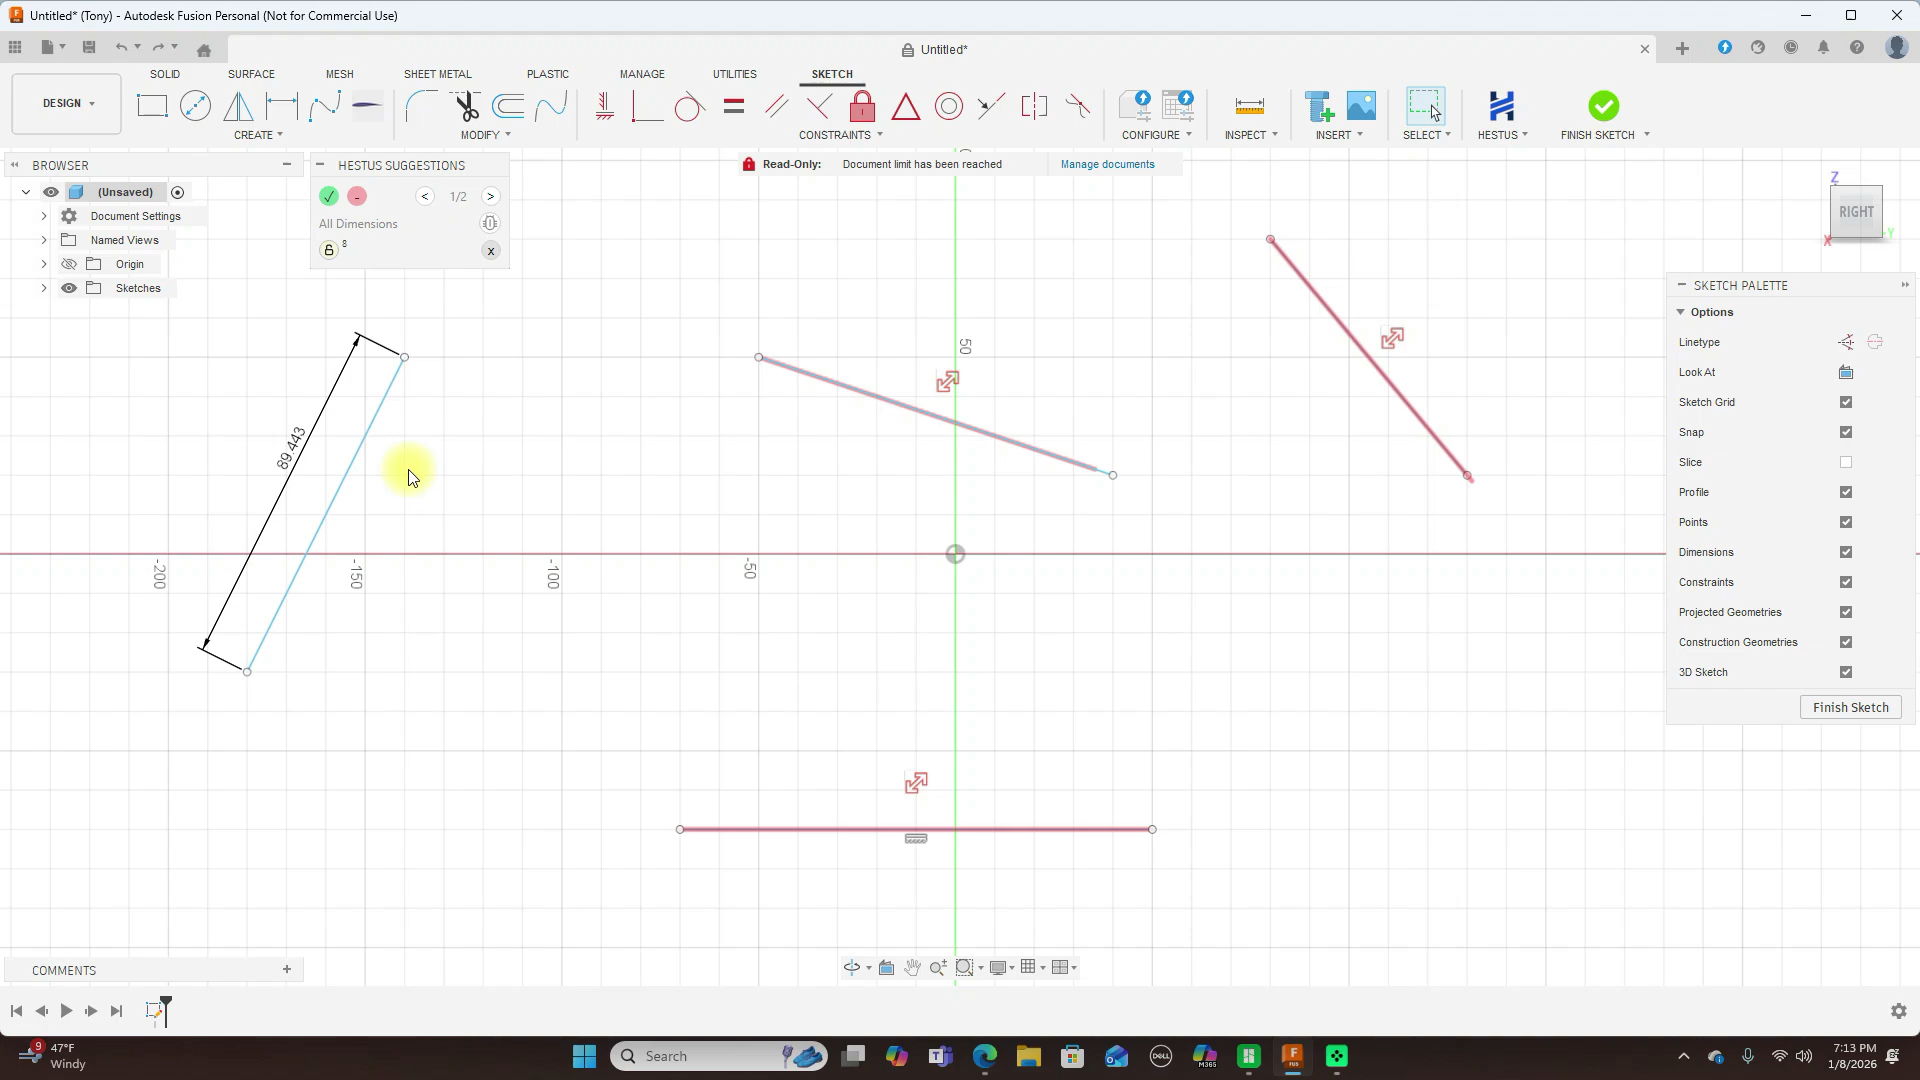 Untitled* (Tony) - Autodesk Fusion Personal (Not for Commercial Use)
Untitled*
SOLID SURFACE MESH SHEET METAL PLASTIC MANAGE UTILITIES SKETCH
DESIGN
CREATE MODIFY CONSTRAINTS CONFIGURE INSPECT INSERT SELECT HESTUS FINISH SKETCH
BROWSER
(Unsaved)
Document Settings
Named Views
Origin
Sketches
HESTUS SUGGESTIONS
1/2
All Dimensions
8
x
Read-Only: Document limit has been reached Manage documents
Z
RIGHT
X
Y
SKETCH PALETTE
Options
Linetype
Look At
Sketch Grid
Snap
Slice
Profile
Points
Dimensions
Constraints
Projected Geometries
Construction Geometries
3D Sketch
Finish Sketch
50
89.443
-200
-150
-100
-50
COMMENTS
9
47°F
Windy
Search
DELL
M365
F
FUS
7:13 PM
1/8/2026